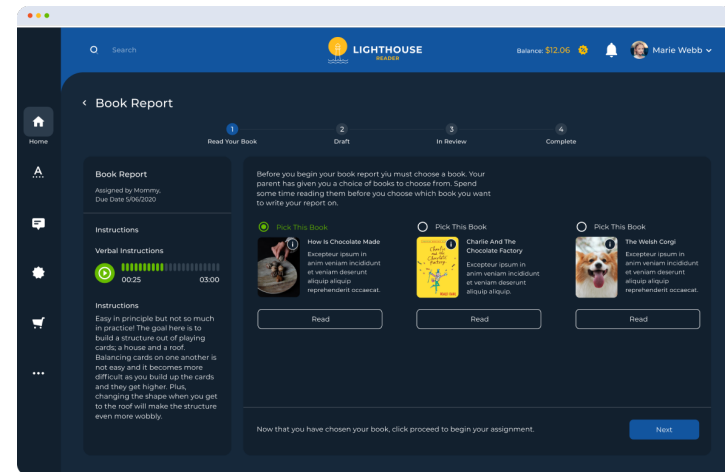 Search
LIGHTHOUSE
READER
Balance: $12.06
Marie Webb
Book Report
1
2
3
4
Read Your Book
Draft
In Review
Complete
Home
A
Book Report
Assigned by Mommy,
Due Date 5/06/2020
Instructions
Verbal Instructions
00:25
03:00
Instructions
Easy in principle but not so much
in practice! The goal here is to
build a structure out of playing
cards; a house and a roof.
Balancing cards on one another is
not easy and it becomes more
difficult as you build up the cards
and they get higher. Plus,
changing the shape when you get
to the roof will make the structure
even more wobbly.
Before you begin your book report yiu must choose a book. Your
parent has given you a choice of books to choose from. Spend
some time reading them before you choose which book you want
to write your report on.
Pick This Book
How Is Chocolate Made
Excepteur ipsum in
anim veniam incididunt
et veniam deserunt
aliquip aliquip
reprehenderit occaecat.
Read
Pick This Book
Charlie and the
Chocolate Factory
Charlie And The
Chocolate Factory
Excepteur ipsum in
anim veniam incididunt
et veniam deserunt
aliquip aliquip.
Read
Pick This Book
The Welsh Corgi
Excepteur ipsum in
anim veniam incididunt
et veniam deserunt
aliquip aliquip
reprehenderit occaecat.
Read
Now that you have chosen your book, click proceed to begin your assignment.
Next